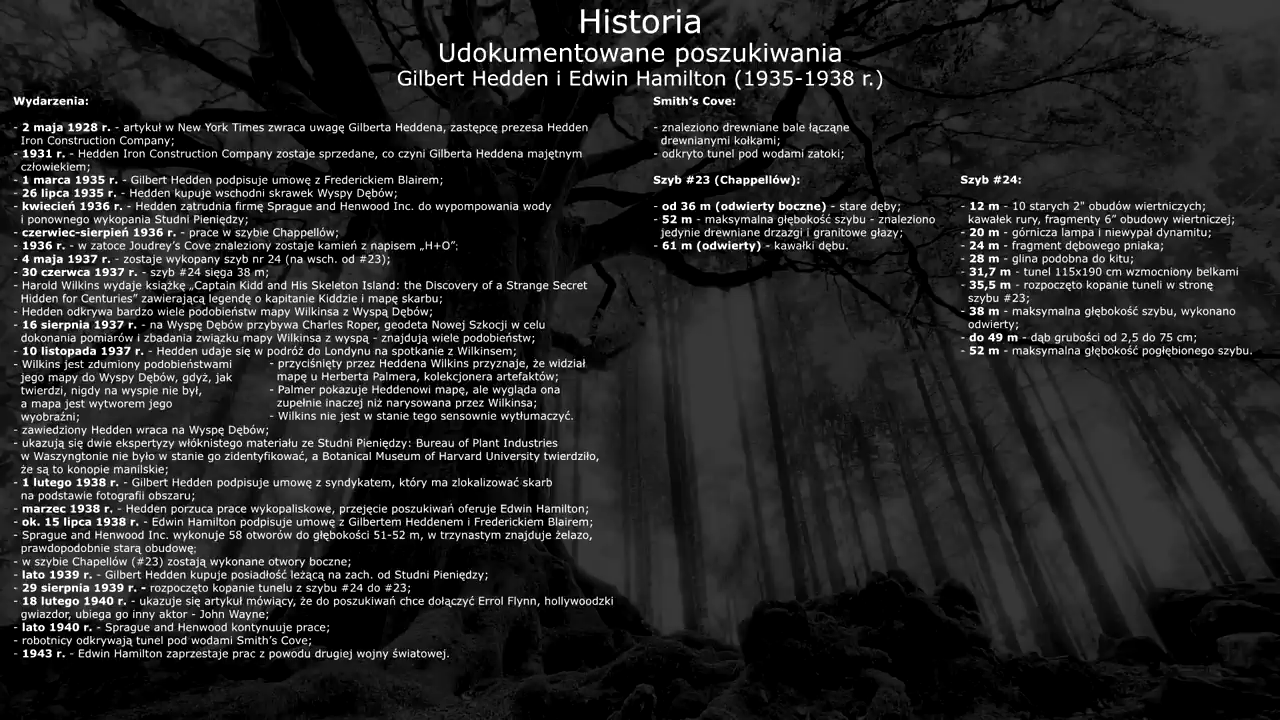 Historia
Udokumentowane poszukiwania
Gilbert Hedden i Edwin Hamilton (1935-1938 r.)
Wydarzenia:
- 2 maja 1928 r. - artykuł w New York Times zwraca uwagę Gilberta Heddena, zastępcę prezesa Hedden
Iron Construction Company;
- 1931 r. - Hedden Iron Construction Company zostaje sprzedane, co czyni Gilberta Heddena majętnym
człowiekiem;
- 1 marca 1935 r. - Gilbert Hedden podpisuje umowę z Frederickiem Blairem;
- 26 lipca 1935 r. - Hedden kupuje wschodni skrawek Wyspy Dębów;
- kwiecień 1936 r. - Hedden zatrudnia firmę Sprague and Henwood Inc. do wypompowania wody
i ponownego wykopania Studni Pieniędzy;
- czerwiec-sierpień 1936 r. - prace w szybie Chappellów;
- 1936 r. - w zatoce Joudrey’s Cove znaleziony zostaje kamień z napisem „H+O”;
- 4 maja 1937 r. - zostaje wykopany szyb nr 24 (na wsch. od #23);
- 30 czerwca 1937 r. - szyb #24 sięga 38 m;
- Harold Wilkins wydaje książkę „Captain Kidd and His Skeleton Island: the Discovery of a Strange Secret
Hidden for Centuries” zawierającą legendę o kapitanie Kiddzie i mapę skarbu;
- Hedden odkrywa bardzo wiele podobieństw mapy Wilkinsa z Wyspą Dębów;
- 16 sierpnia 1937 r. - na Wyspę Dębów przybywa Charles Roper, geodeta Nowej Szkocji w celu
dokonania pomiarów i zbadania związku mapy Wilkinsa z wyspą - znajdują wiele podobieństw;
- 10 listopada 1937 r. - Hedden udaje się w podróż do Londynu na spotkanie z Wilkinsem;
- Wilkins jest zdumiony podobieństwami
jego mapy do Wyspy Dębów, gdyż, jak
twierdzi, nigdy na wyspie nie był,
a mapa jest wytworem jego
wyobraźni;
- przyciśnięty przez Heddena Wilkins przyznaje, że widział
mapę u Herberta Palmera, kolekcjonera artefaktów;
- Palmer pokazuje Heddenowi mapę, ale wygląda ona
zupełnie inaczej niż narysowana przez Wilkinsa;
- Wilkins nie jest w stanie tego sensownie wytłumaczyć.
- zawiedziony Hedden wraca na Wyspę Dębów;
- ukazują się dwie ekspertyzy włóknistego materiału ze Studni Pieniędzy: Bureau of Plant Industries
w Waszyngtonie nie było w stanie go zidentyfikować, a Botanical Museum of Harvard University twierdziło,
że są to konopie manilskie;
- 1 lutego 1938 r. - Gilbert Hedden podpisuje umowę z syndykatem, który ma zlokalizować skarb
na podstawie fotografii obszaru;
- marzec 1938 r. - Hedden porzuca prace wykopaliskowe, przejęcie poszukiwań oferuje Edwin Hamilton;
- ok. 15 lipca 1938 r. - Edwin Hamilton podpisuje umowę z Gilbertem Heddenem i Frederickiem Blairem;
- Sprague and Henwood Inc. wykonuje 58 otworów do głębokości 51-52 m, w trzynastym znajduje żelazo,
prawdopodobnie starą obudowę;
- w szybie Chapellów (#23) zostają wykonane otwory boczne;
- lato 1939 r. - Gilbert Hedden kupuje posiadłość leżącą na zach. od Studni Pieniędzy;
- 29 sierpnia 1939 r. - rozpoczęto kopanie tunelu z szybu #24 do #23;
- 18 lutego 1940 r. - ukazuje się artykuł mówiący, że do poszukiwań chce dołączyć Errol Flynn, hollywoodzki
gwiazdor, ubiega go inny aktor - John Wayne;
- lato 1940 r. - Sprague and Henwood kontynuuje prace;
- robotnicy odkrywają tunel pod wodami Smith’s Cove;
- 1943 r. - Edwin Hamilton zaprzestaje prac z powodu drugiej wojny światowej.
Smith’s Cove:
- znaleziono drewniane bale łączące
drewnianymi kołkami;
- odkryto tunel pod wodami zatoki;
Szyb #23 (Chappellów):
- od 36 m (odwierty boczne) - stare dęby;
- 52 m - maksymalna głębokość szybu - znaleziono
jedynie drewniane drzazgi i granitowe głazy;
- 61 m (odwierty) - kawałki dębu.
Szyb #24:
- 12 m - 10 starych 2" obudów wiertniczych;
kawałek rury, fragmenty 6” obudowy wiertniczej;
- 20 m - górnicza lampa i niewypał dynamitu;
- 24 m - fragment dębowego pniaka;
- 28 m - glina podobna do kitu;
- 31,7 m - tunel 115x190 cm wzmocniony belkami
- 35,5 m - rozpoczęto kopanie tuneli w stronę
szybu #23;
- 38 m - maksymalna głębokość szybu, wykonano
odwierty;
- do 49 m - dąb grubości od 2,5 do 75 cm;
- 52 m - maksymalna głębokość pogłębionego szybu.